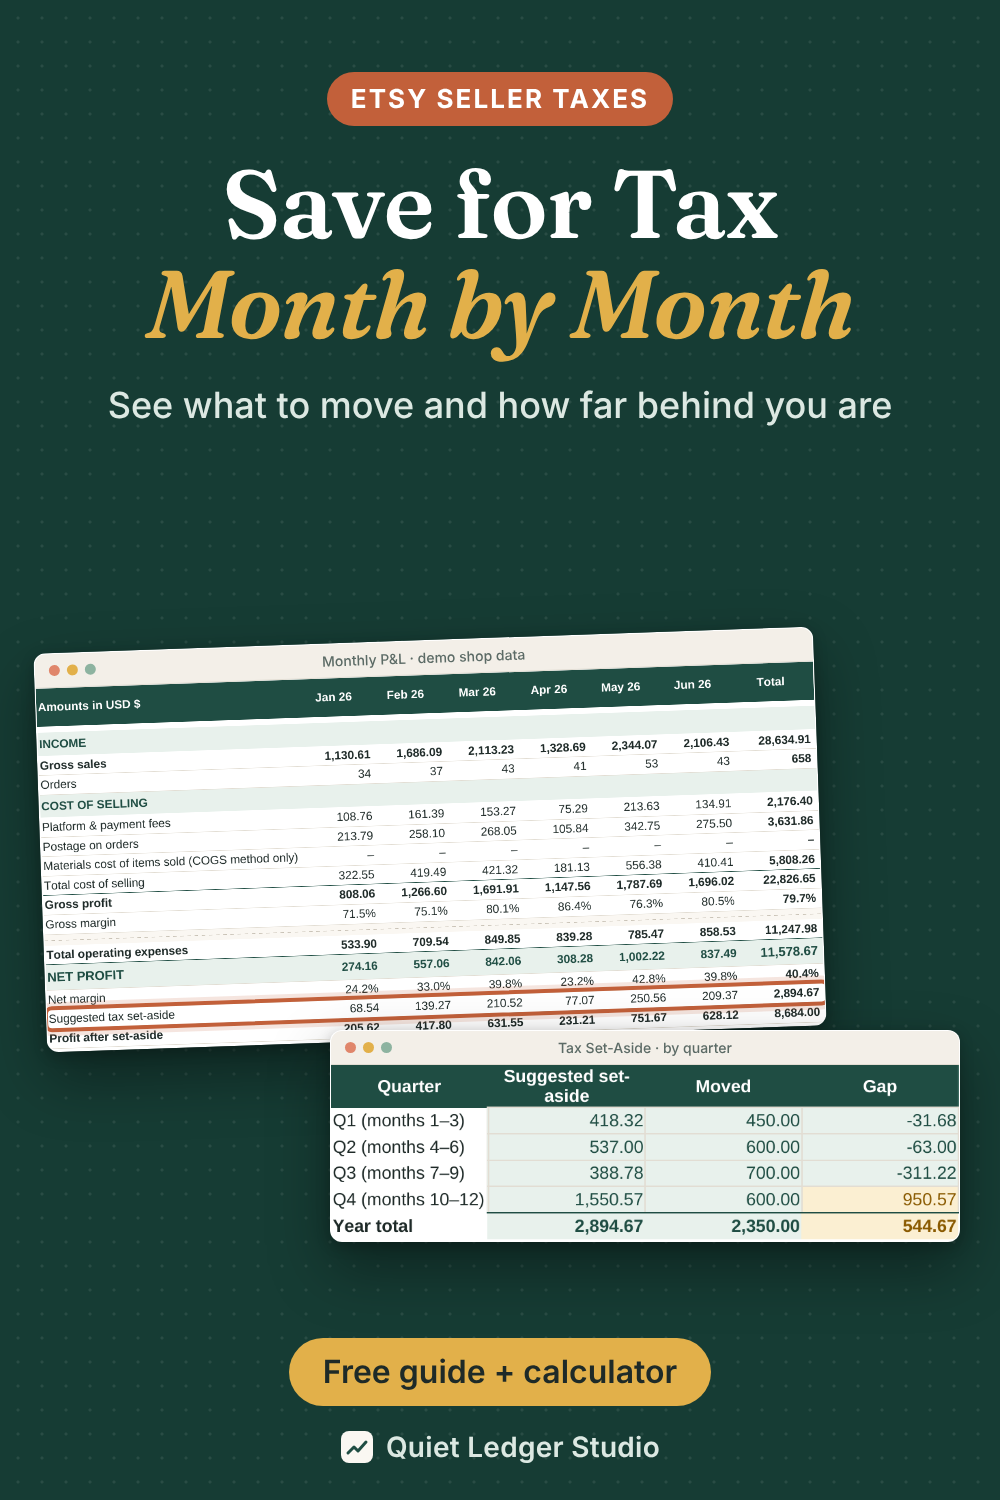 ETSY SELLER TAXES
Save for Tax
Month by Month
See what to move and how far behind you are
Monthly P&L · demo shop data
Amounts in USD $ Jan 26 Feb 26 Mar 26 Apr 26 May 26 Jun 26 Total
INCOME
Gross sales 1,130.61 1,686.09 2,113.23 1,328.69 2,344.07 2,106.43 28,634.91
Orders 34 37 43 41 53 43 658
COST OF SELLING
Platform & payment fees 108.76 161.39 153.27 75.29 213.63 134.91 2,176.40
Postage on orders 213.79 258.10 268.05 105.84 342.75 275.50 3,631.86
Materials cost of items sold (COGS method only) – – – – – – –
Total cost of selling 322.55 419.49 421.32 181.13 556.38 410.41 5,808.26
Gross profit 808.06 1,266.60 1,691.91 1,147.56 1,787.69 1,696.02 22,826.65
Gross margin 71.5% 75.1% 80.1% 86.4% 76.3% 80.5% 79.7%
Total operating expenses 533.90 709.54 849.85 839.28 785.47 858.53 11,247.98
NET PROFIT 274.16 557.06 842.06 308.28 1,002.22 837.49 11,578.67
Net margin 24.2% 33.0% 39.8% 23.2% 42.8% 39.8% 40.4%
Suggested tax set-aside 68.54 139.27 210.52 77.07 250.56 209.37 2,894.67
Profit after set-aside 205.62 417.80 631.55 231.21 751.67 628.12 8,684.00
Tax Set-Aside · by quarter
Quarter Suggested set-aside Moved Gap
Q1 (months 1–3) 418.32 450.00 -31.68
Q2 (months 4–6) 537.00 600.00 -63.00
Q3 (months 7–9) 388.78 700.00 -311.22
Q4 (months 10–12) 1,550.57 600.00 950.57
Year total 2,894.67 2,350.00 544.67
Free guide + calculator
Quiet Ledger Studio